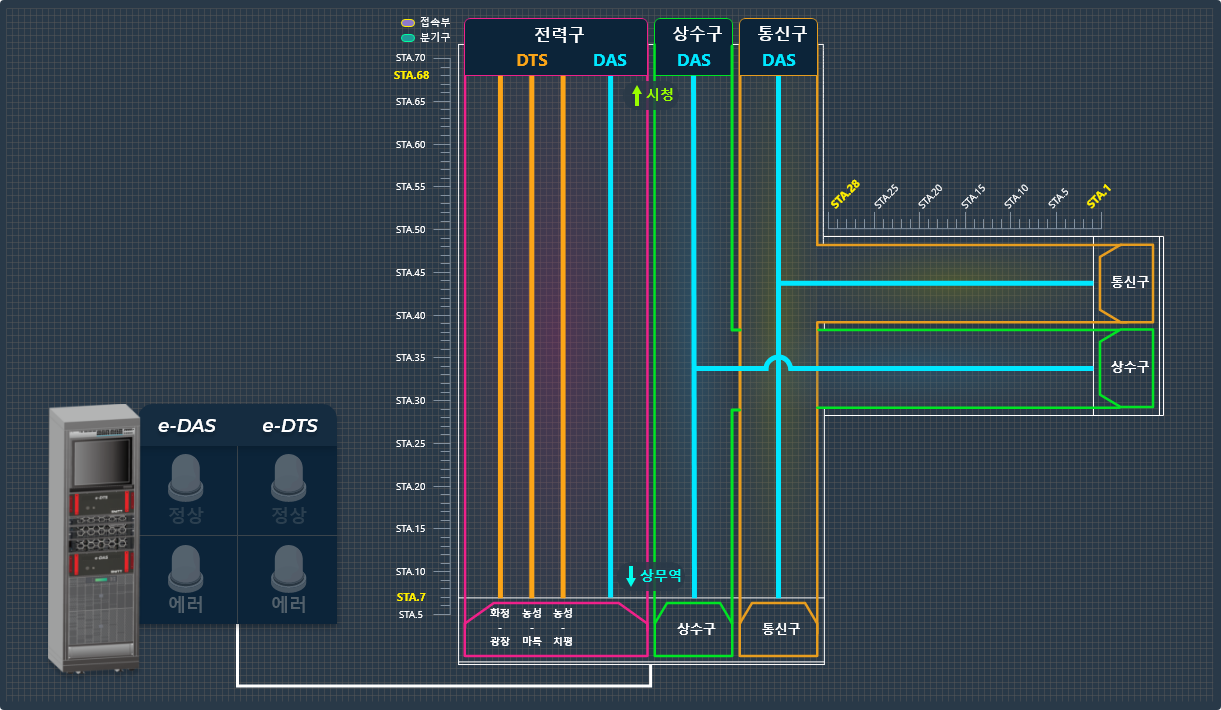 접속부
분기구
전력구
상수구
통신구
DTS
DAS
DAS
DAS
STA.70
STA.68
STA.65
STA.60
STA.55
STA.50
STA.45
STA.40
STA.35
STA.30
STA.25
STA.20
STA.15
STA.10
STA.7
STA.5
시청
STA.28
STA.25
STA.20
STA.15
STA.10
STA.5
STA.1
통신구
상수구
e-DAS
e-DTS
정상
정상
에러
에러
e-DTS
e-DAS
상무역
화정
-
광장
농성
-
마륵
농성
-
치평
상수구
통신구